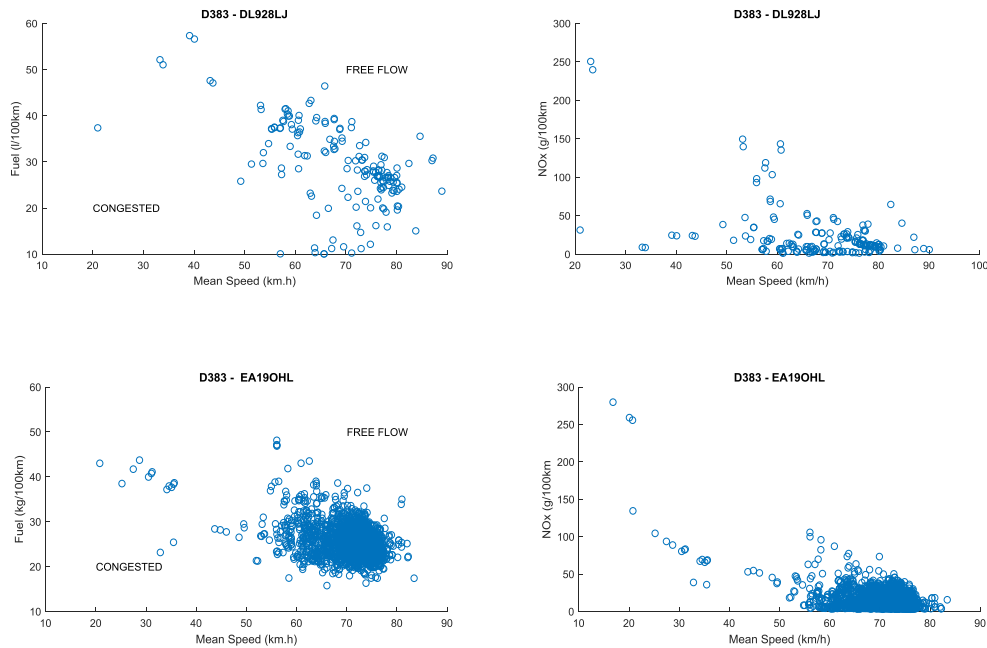 D383 - DL928LJ
60
50
40
30
20
10
Fuel (l/100km)
FREE FLOW
CONGESTED
10 20 30 40 50 60 70 80 90
Mean Speed (km.h)
D383 - DL928LJ
300
250
200
150
100
50
0
NOx (g/100km
20 30 40 50 60 70 80 90 100
Mean Speed (km/h)
D383 - EA19OHL
60
50
40
30
20
10
Fuel (kg/100km)
FREE FLOW
CONGESTED
10 20 30 40 50 60 70 80 90
Mean Speed (km.h)
D383 - EA19OHL
300
250
200
150
100
50
0
NOx (g/100km
10 20 30 40 50 60 70 80 90
Mean Speed (km/h)